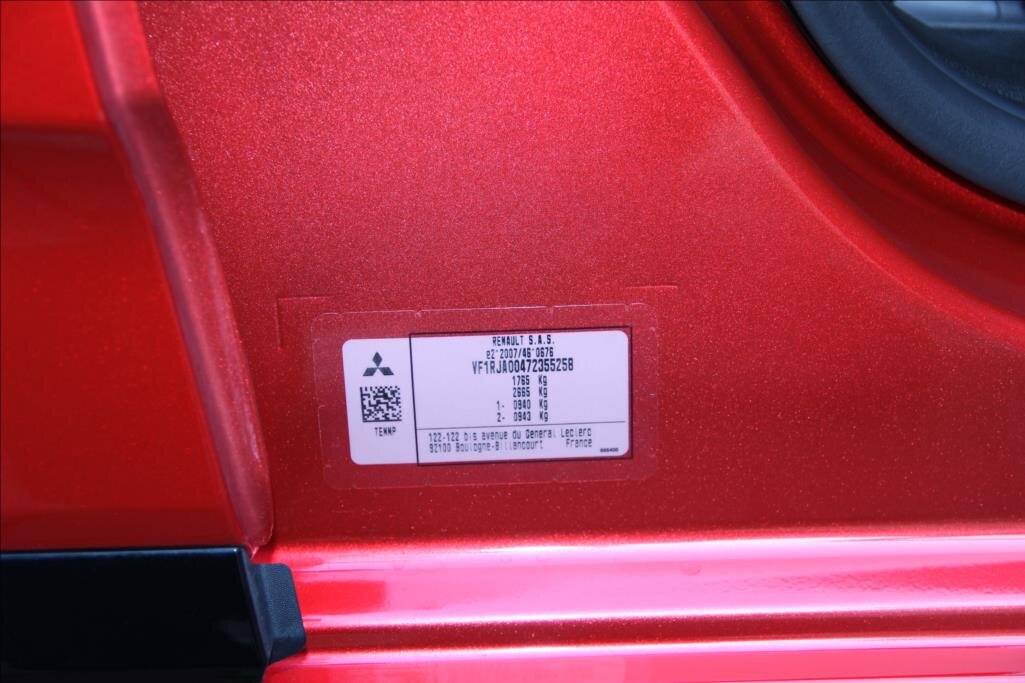 RENAULT S.A.S.
e2*2007/46*0676
VF1RJA00472355258
1765 Kg
2665 Kg
1- 0940 Kg
2- 0943 Kg
TEMMP
122-122 bis avenue du General Leclerc
92100 Boulogne-Billancourt France